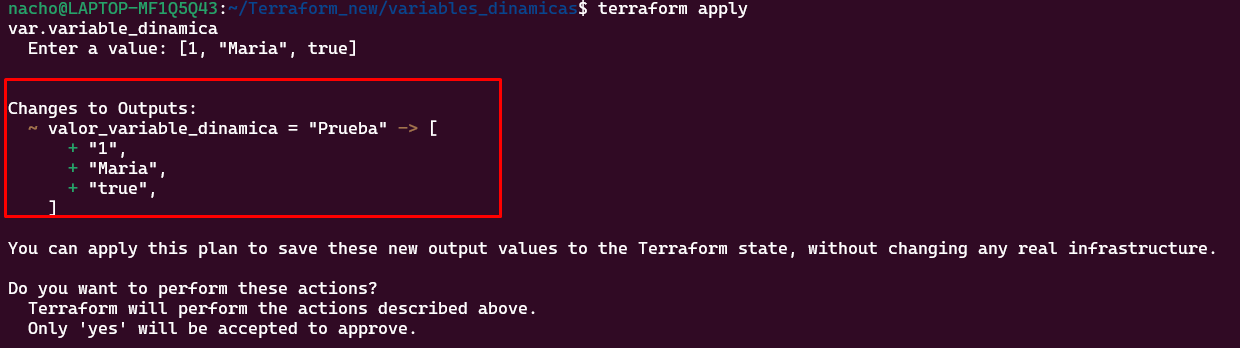 nacho@LAPTOP-MF1Q5Q43:~/Terraform_new/variables_dinamicas$ terraform apply
var.variable_dinamica
  Enter a value: [1, "Maria", true]
Changes to Outputs:
  ~ valor_variable_dinamica = "Prueba" -> [
      + "1",
      + "Maria",
      + "true",
    ]
You can apply this plan to save these new output values to the Terraform state, without changing any real infrastructure.
Do you want to perform these actions?
  Terraform will perform the actions described above.
  Only 'yes' will be accepted to approve.